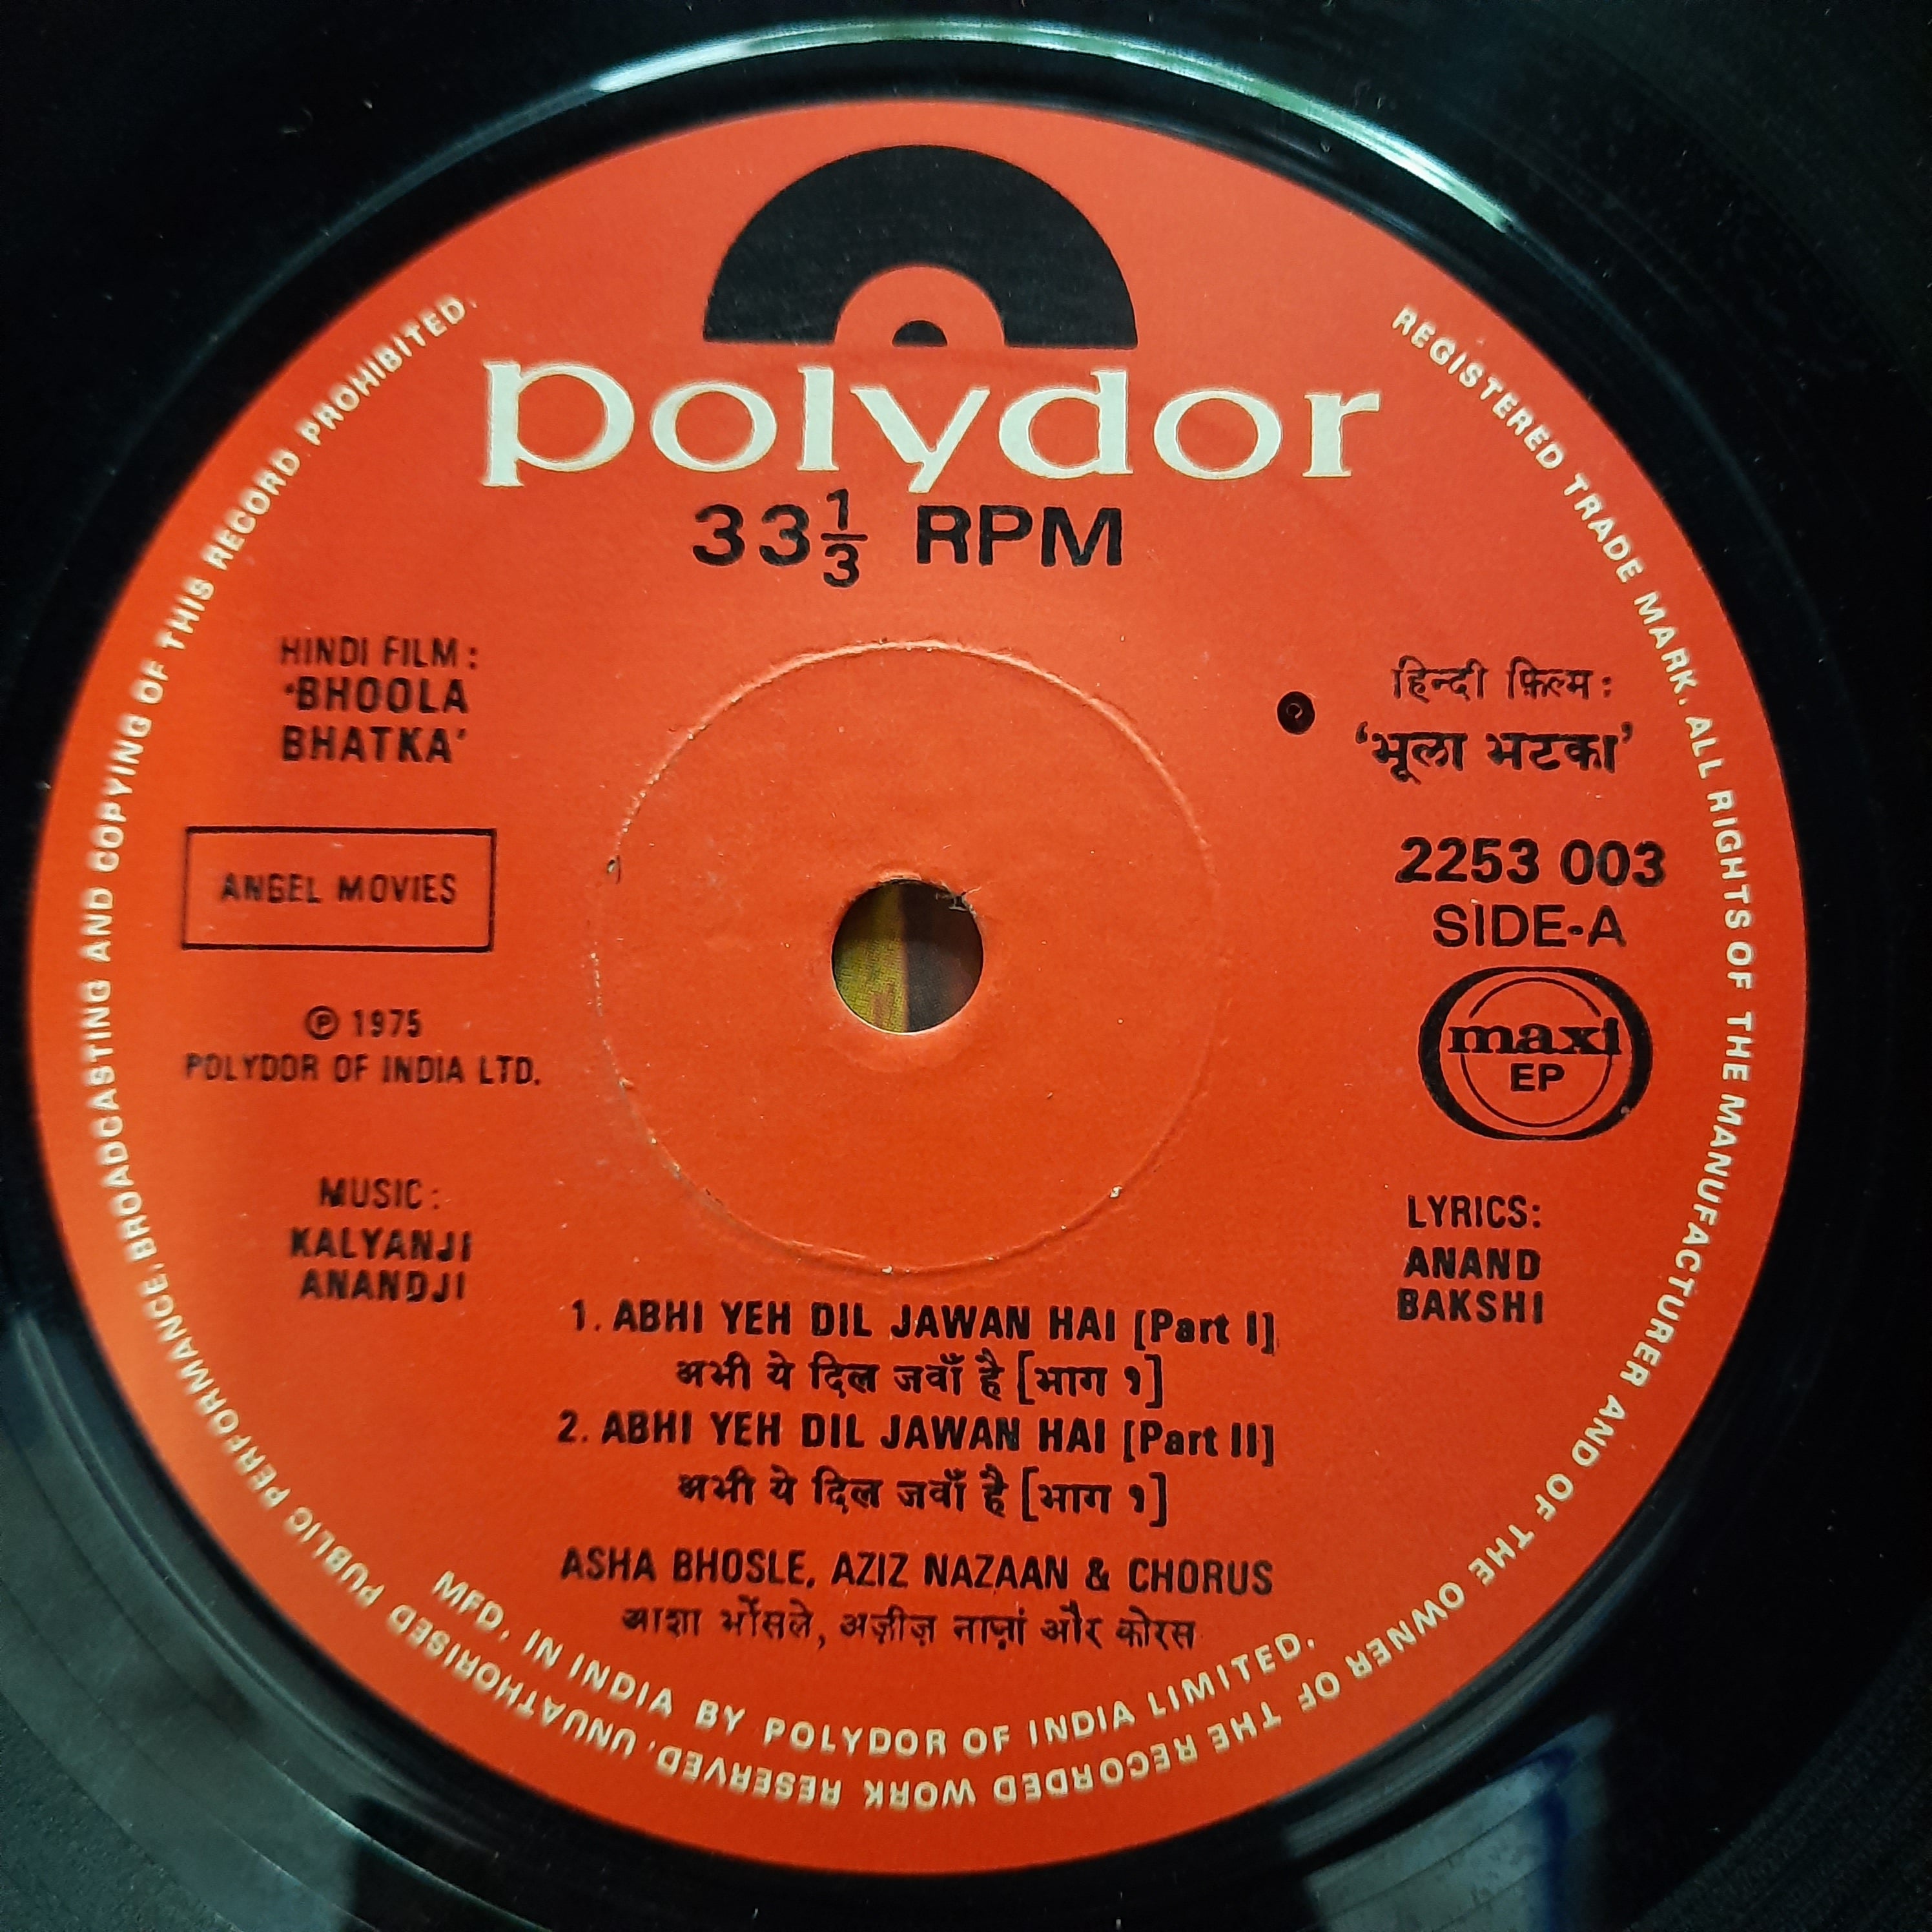 polydor
33 1/3 RPM
HINDI FILM:
'BHOOLA
BHATKA'
ANGEL MOVIES
℗ 1975
POLYDOR OF INDIA LTD.
MUSIC:
KALYANJI
ANANDJI
हिन्दी फ़िल्म:
‘भूला भटका’
2253 003
SIDE-A
maxi
EP
LYRICS:
ANAND
BAKSHI
1. ABHI YEH DIL JAWAN HAI [Part I]
अभी ये दिल जवाँ है [भाग १]
2. ABHI YEH DIL JAWAN HAI [Part II]
अभी ये दिल जवाँ है [भाग १]
ASHA BHOSLE, AZIZ NAZAAN & CHORUS
आशा भोंसले, अज़ीज़ नाज़ां और कोरस
MFD. IN INDIA BY POLYDOR OF INDIA LIMITED.
REGISTERED TRADE MARK. ALL RIGHTS OF THE MANUFACTURER AND OF THE OWNER OF THE RECORDED WORK RESERVED. UNAUTHORISED PUBLIC PERFORMANCE, BROADCASTING AND COPYING OF THIS RECORD PROHIBITED.